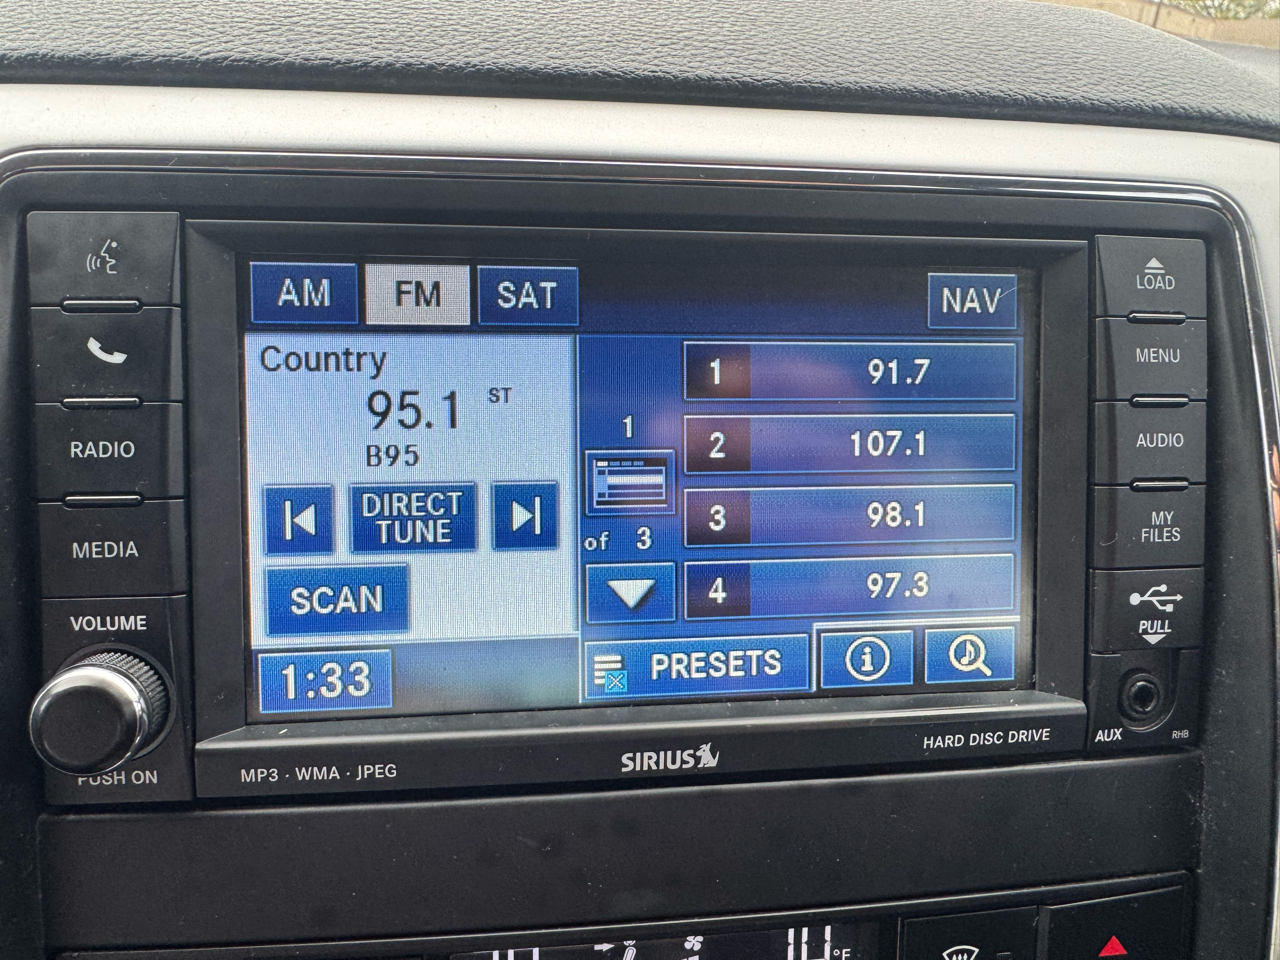 AM FM SAT NAV
Country
95.1 ST
B95
DIRECT
TUNE
SCAN
1:33
1
of 3
1 91.7
2 107.1
3 98.1
4 97.3
PRESETS
i
RADIO
MEDIA
VOLUME
PUSH ON
LOAD
MENU
AUDIO
MY
FILES
PULL
AUX
RHB
MP3 · WMA · JPEG
SIRIUS
HARD DISC DRIVE
°F